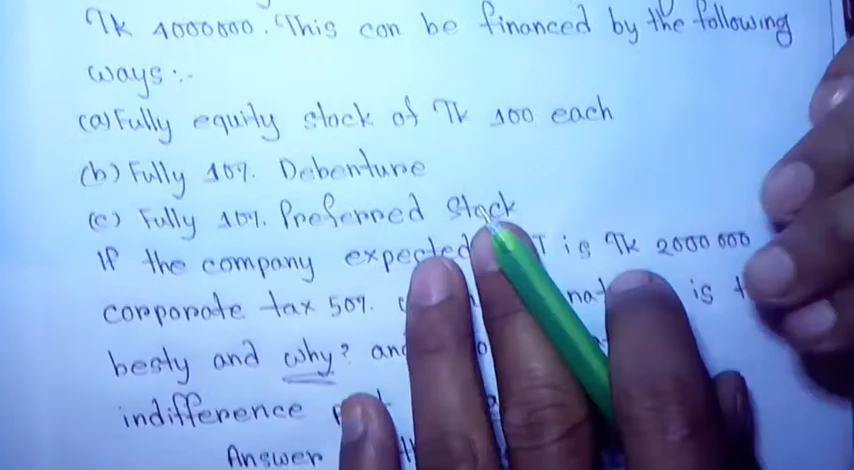 Tk 4000000. This can be financed by the following
ways:-
(a) Fully equity stock of Tk 100 each
(b) Fully 10%. Debenture
(c) Fully 10%. Preferred stock
If the company expected T is Tk 2000000
corporate tax 50%. is
besty and why? and
indifference
Answer